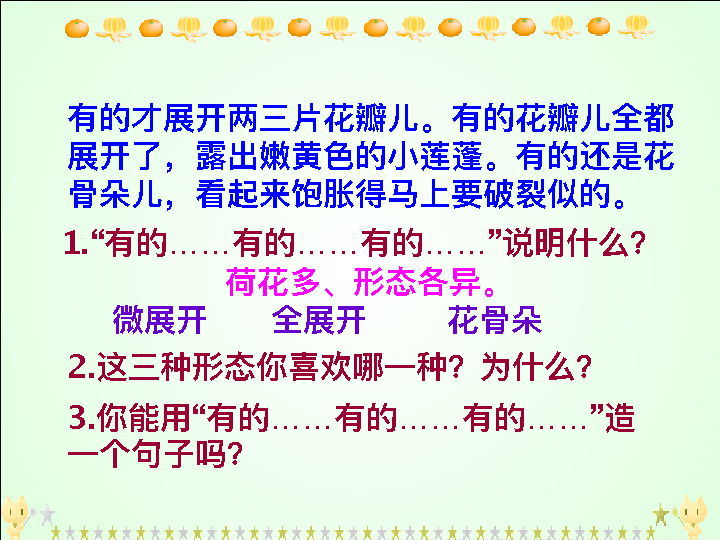 有的才展开两三片花瓣儿。有的花瓣儿全都
展开了，露出嫩黄色的小莲蓬。有的还是花
骨朵儿，看起来饱胀得马上要破裂似的。
1.“有的……有的……有的……”说明什么？
荷花多、形态各异。
微展开 全展开 花骨朵
2.这三种形态你喜欢哪一种？为什么？
3.你能用“有的……有的……有的……”造
一个句子吗？